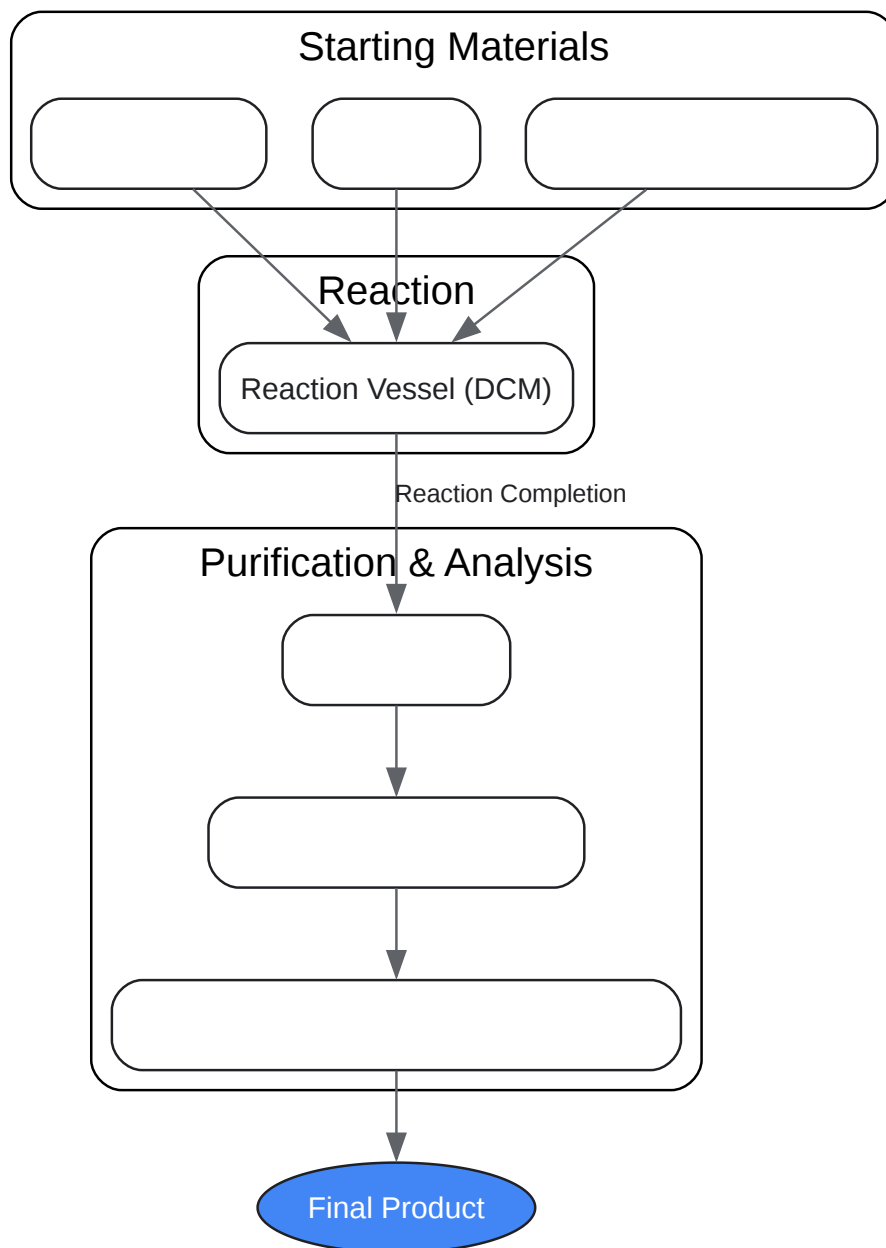 Starting Materials
Reaction
Reaction Vessel (DCM)
Reaction Completion
Purification & Analysis
Final Product